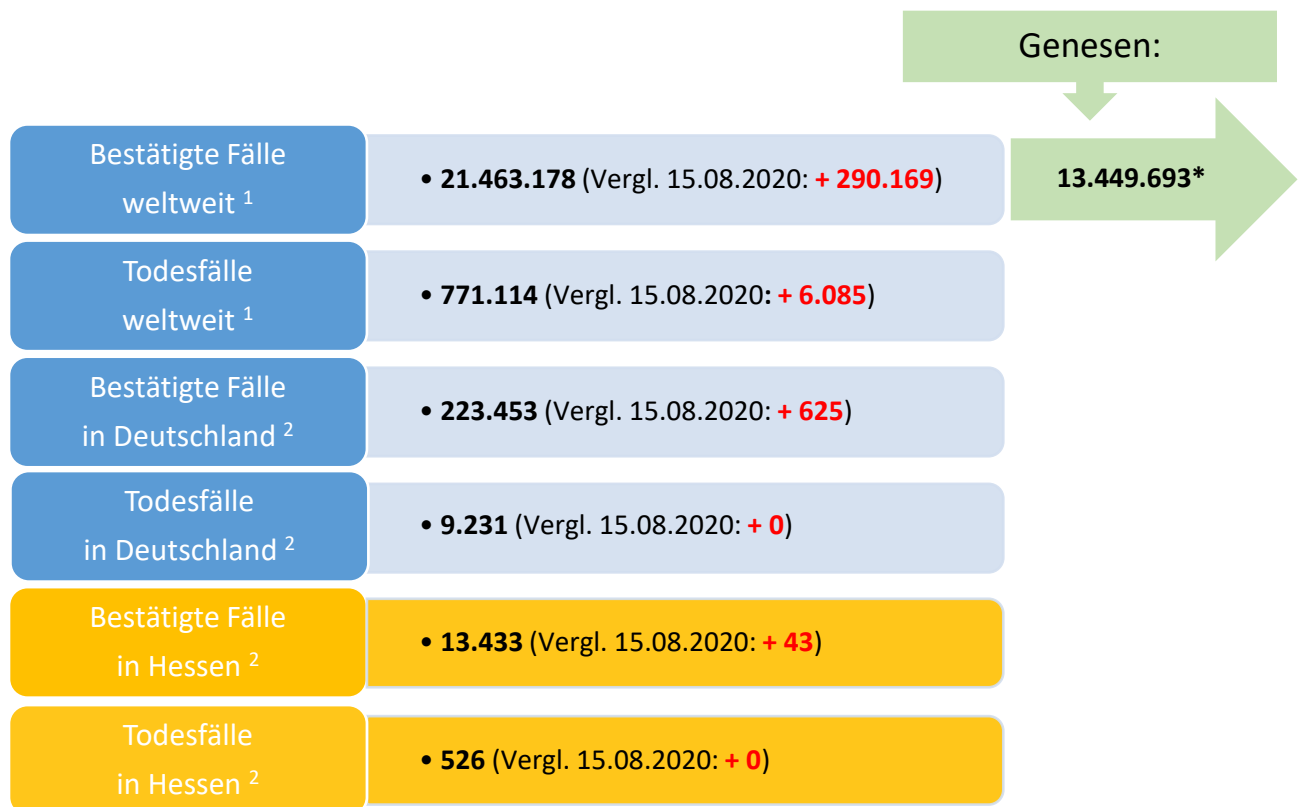 Genesen:
Bestätigte Fälle
weltweit ¹
• 21.463.178 (Vergl. 15.08.2020: + 290.169)
13.449.693*
Todesfälle
weltweit ¹
• 771.114 (Vergl. 15.08.2020: + 6.085)
Bestätigte Fälle
in Deutschland ²
• 223.453 (Vergl. 15.08.2020: + 625)
Todesfälle
in Deutschland ²
• 9.231 (Vergl. 15.08.2020: + 0)
Bestätigte Fälle
in Hessen ²
• 13.433 (Vergl. 15.08.2020: + 43)
Todesfälle
in Hessen ²
• 526 (Vergl. 15.08.2020: + 0)